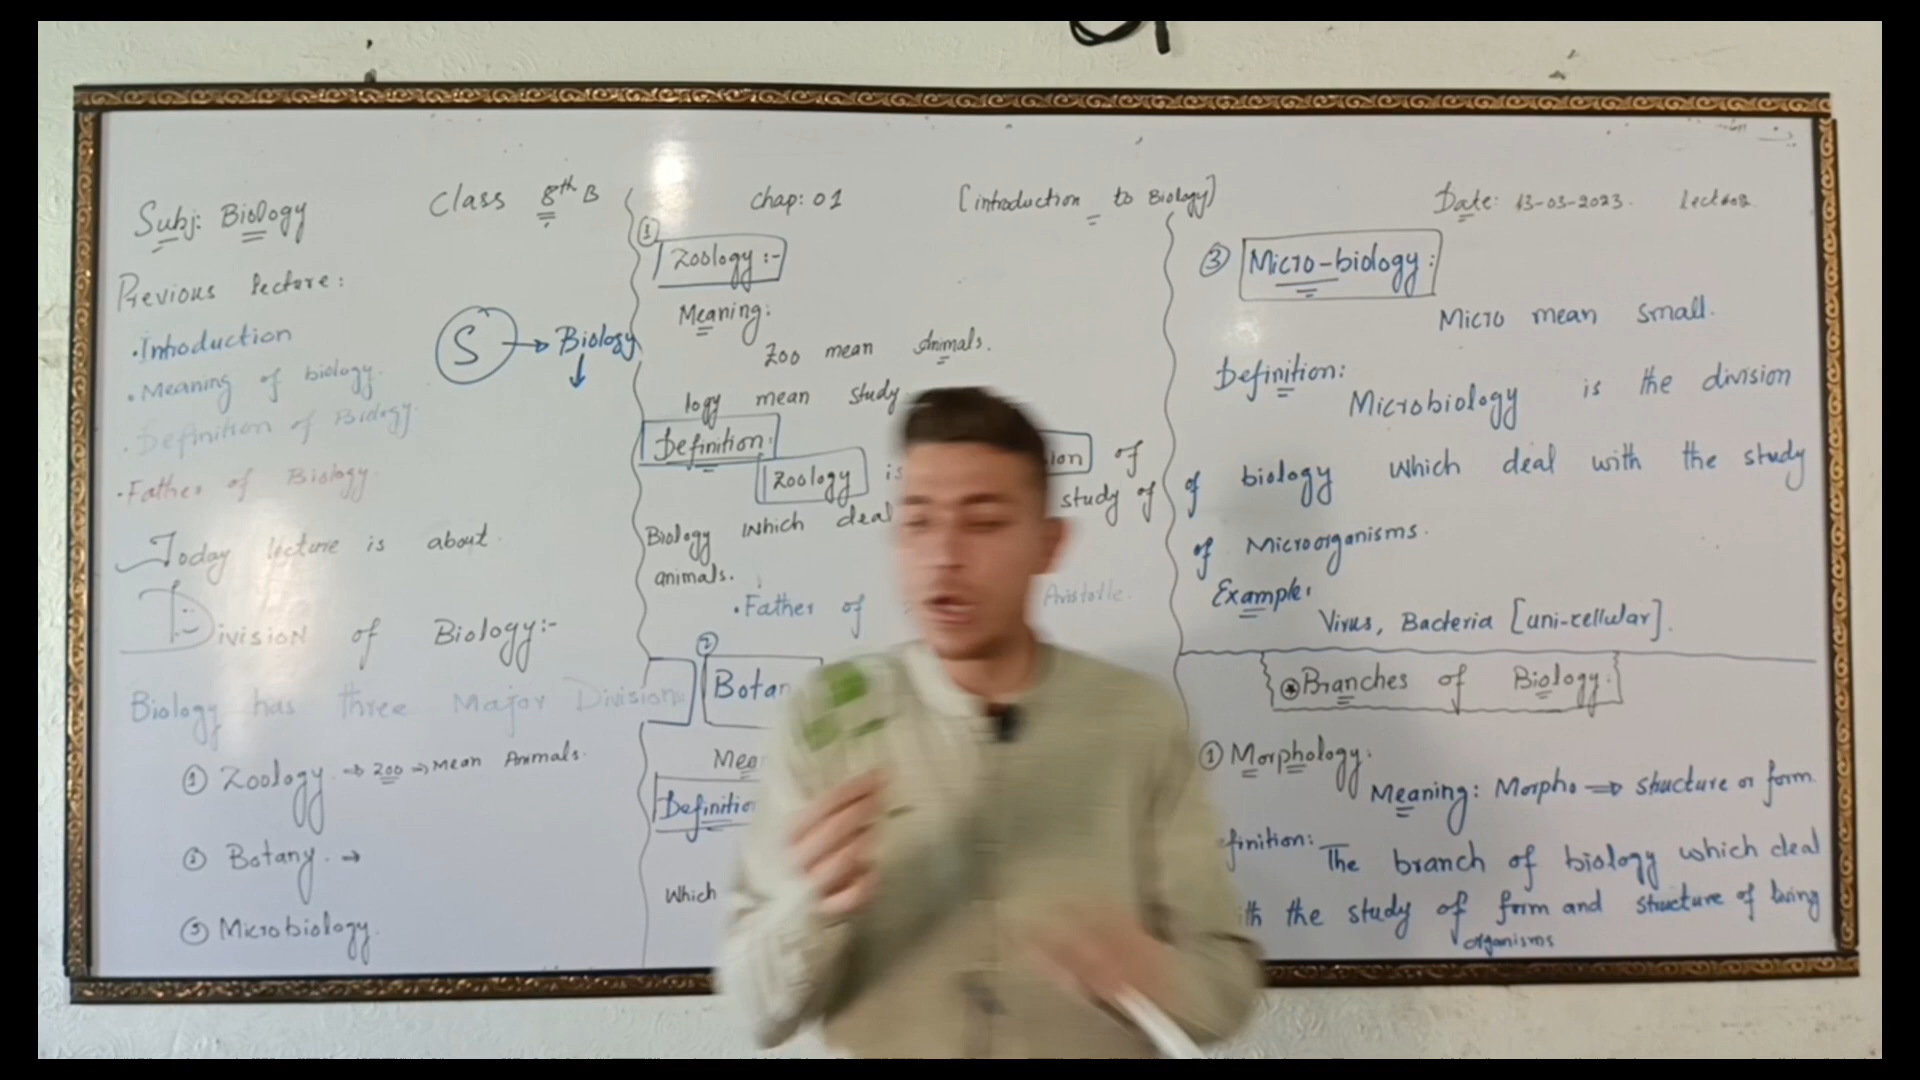 Subj: Biology
Class 8th B
Chap: 01
[introduction to Biology]
Date: 13-03-2023.
Previous lecture:
• Introduction
• Meaning of biology.
• Definition of Biology.
• Father of Biology.
S → Biology
Today lecture is about
Division of Biology:-
Biology has three Major Divisions
① Zoology → Zoo → Mean Animals.
② Botany. →
③ Microbiology.
① Zoology:-
Meaning:
Zoo mean Animals.
logy mean study
Definition:
Zoology is of
Biology which deal study of
animals.
• Father of Aristotle.
②
Definition
Which
③ Micro-biology:
Micro mean small.
Definition:
Microbiology is the division
of biology which deal with the study
of Microorganisms.
Example:
Virus, Bacteria [uni-cellular].
Branches of Biology:
① Morphology:
Meaning: Morpho → structure or form
The branch of biology which deal
the study of form and structure of living
organisms